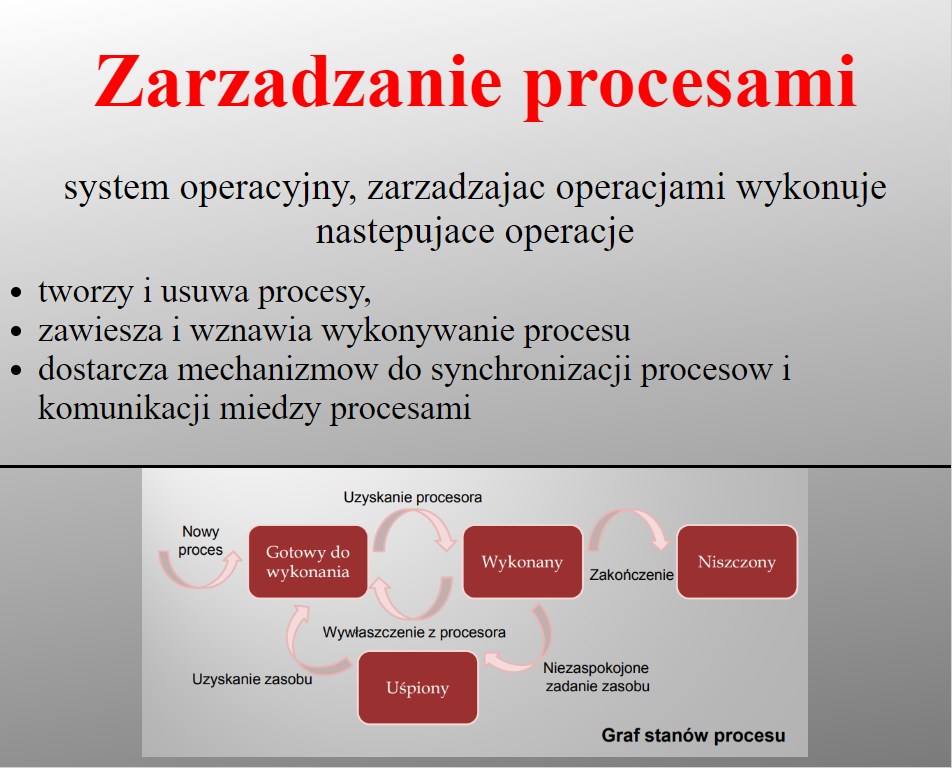 Zarzadzanie procesami
system operacyjny, zarzadzajac operacjami wykonuje
nastepujace operacje
• tworzy i usuwa procesy,
• zawiesza i wznawia wykonywanie procesu
• dostarcza mechanizmow do synchronizacji procesow i
komunikacji miedzy procesami
Uzyskanie procesora
Nowy
proces
Gotowy do
wykonania
Wykonany
Zakończenie
Niszczony
Wywłaszczenie z procesora
Uzyskanie zasobu
Uśpiony
Niezaspokojone
zadanie zasobu
Graf stanów procesu